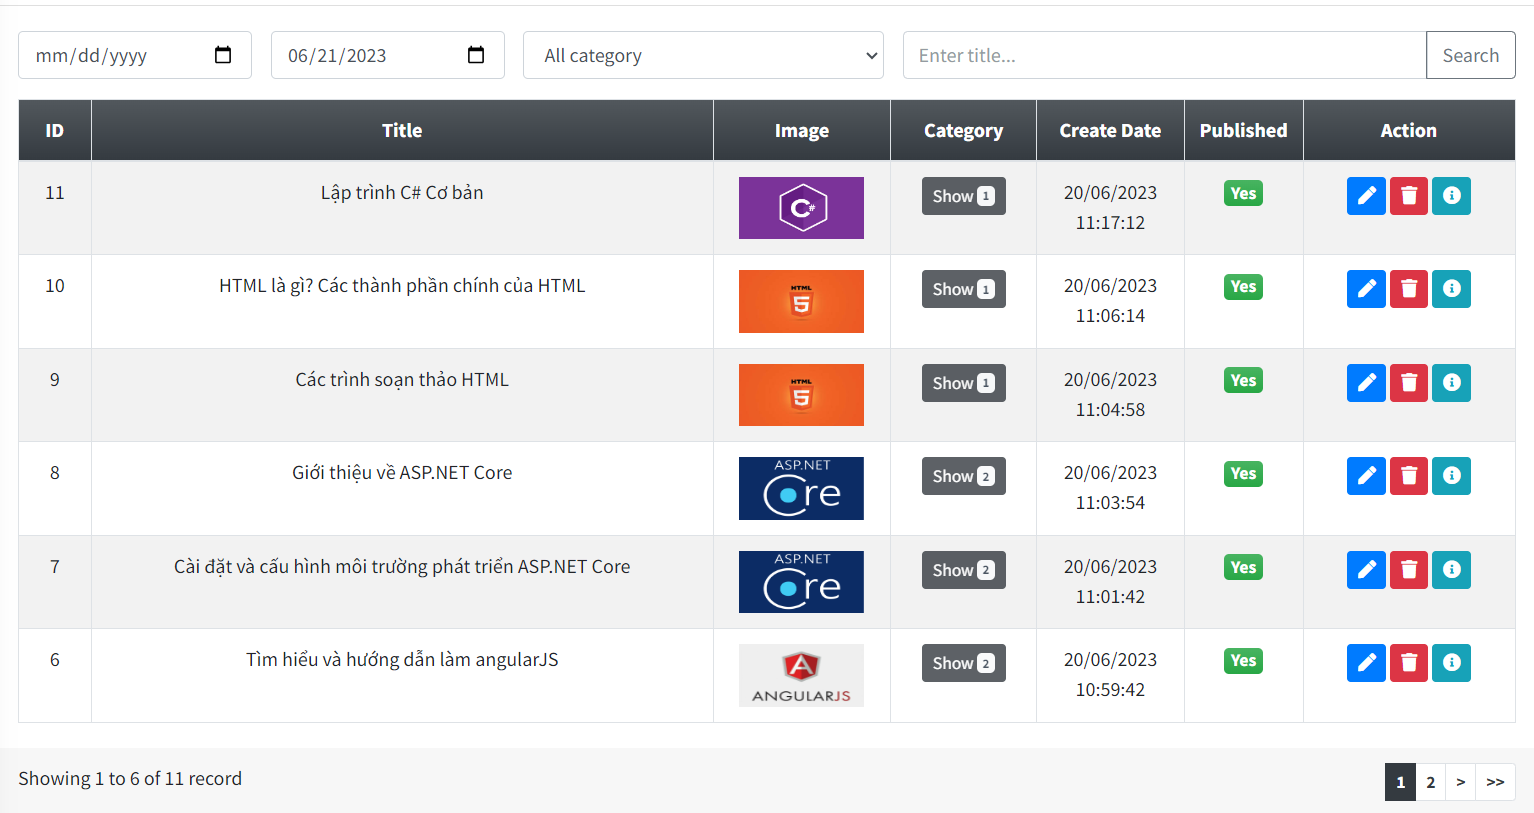 mm/dd/yyyy 06/21/2023 All category Enter title... Search
ID Title Image Category Create Date Published Action
11 Lập trình C# Cơ bản C# Show 1 20/06/2023 Yes
11:17:12
10 HTML là gì? Các thành phần chính của HTML HTML Show 1 20/06/2023 Yes
5 11:06:14
9 Các trình soạn thảo HTML HTML Show 1 20/06/2023 Yes
5 11:04:58
8 Giới thiệu về ASP.NET Core ASP.NET Show 2 20/06/2023 Yes
Core 11:03:54
7 Cài đặt và cấu hình môi trường phát triển ASP.NET Core ASP.NET Show 2 20/06/2023 Yes
Core 11:01:42
6 Tìm hiểu và hướng dẫn làm angularJS A Show 2 20/06/2023 Yes
ANGULARJS 10:59:42
Showing 1 to 6 of 11 record 1 2 > >>